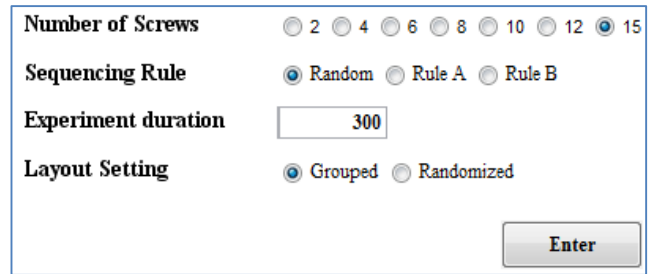 Number of Screws 2 4 6 8 10 12 15
Sequencing Rule Random Rule A Rule B
Experiment duration 300
Layout Setting Grouped Randomized
Enter